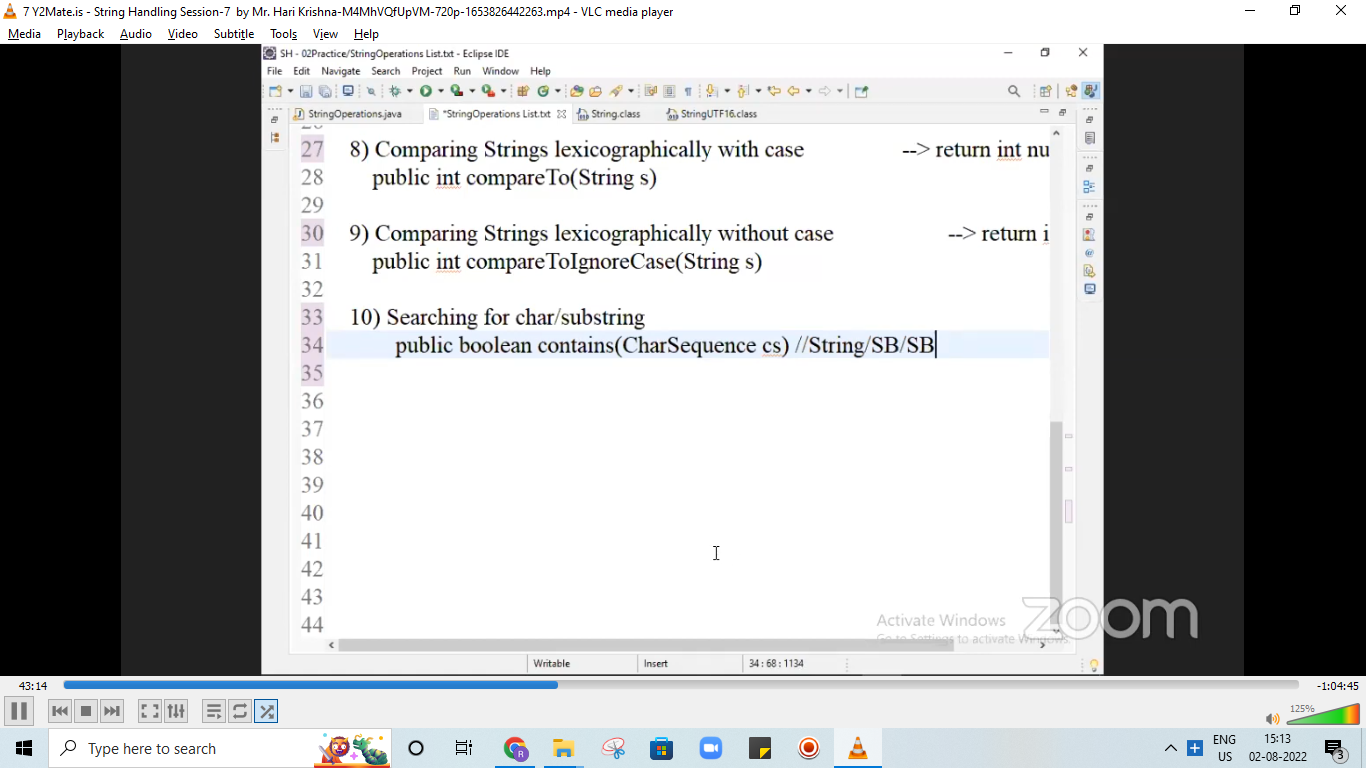 7 Y2Mate.is - String Handling Session-7 by Mr. Hari Krishna-M4MhVQfUpVM-720p-1653826442263.mp4 - VLC media player
Media Playback Audio Video Subtitle Tools View Help
SH - 02Practice/StringOperations List.txt - Eclipse IDE
File Edit Navigate Search Project Run Window Help
StringOperations.java *StringOperations List.txt String.class StringUTF16.class
27 8) Comparing Strings lexicographically with case --> return int nu
28 public int compareTo(String s)
29
30 9) Comparing Strings lexicographically without case --> return i
31 public int compareToIgnoreCase(String s)
32
33 10) Searching for char/substring
34 public boolean contains(CharSequence cs) //String/SB/SB
35
36
37
38
39
40
41
42
43
44
Activate Windows
Go to Settings to activate Windows.
zoom
Writable Insert 34 : 68 : 1134
43:14 -1:04:45
125%
Type here to search
ENG 15:13
US 02-08-2022 3